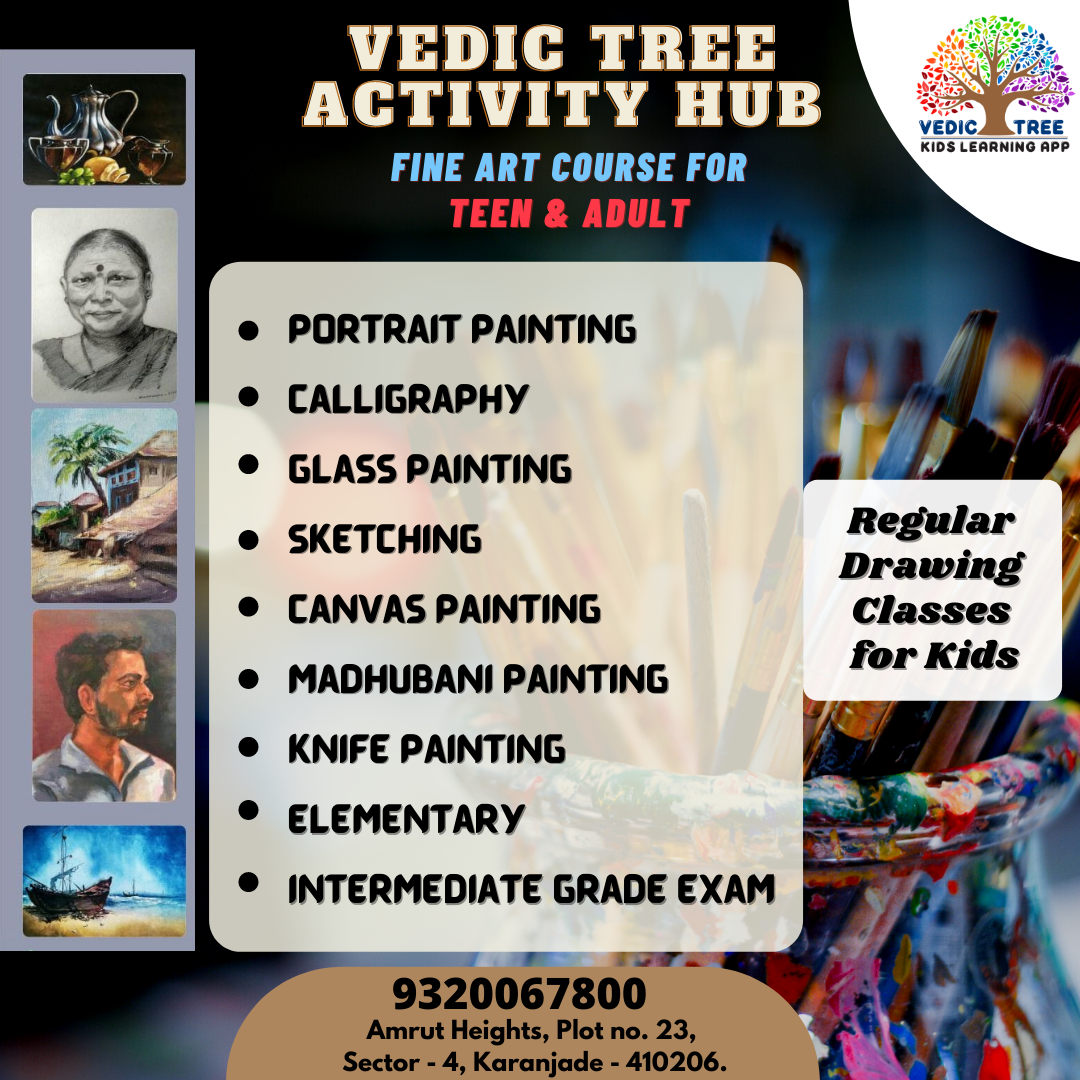 VEDIC TREE
ACTIVITY HUB
FINE ART COURSE FOR
TEEN & ADULT
VEDIC TREE
KIDS LEARNING APP
• PORTRAIT PAINTING
• CALLIGRAPHY
• GLASS PAINTING
• SKETCHING
• CANVAS PAINTING
• MADHUBANI PAINTING
• KNIFE PAINTING
• ELEMENTARY
• INTERMEDIATE GRADE EXAM
Regular
Drawing
Classes
for Kids
9320067800
Amrut Heights, Plot no. 23,
Sector - 4, Karanjade - 410206.